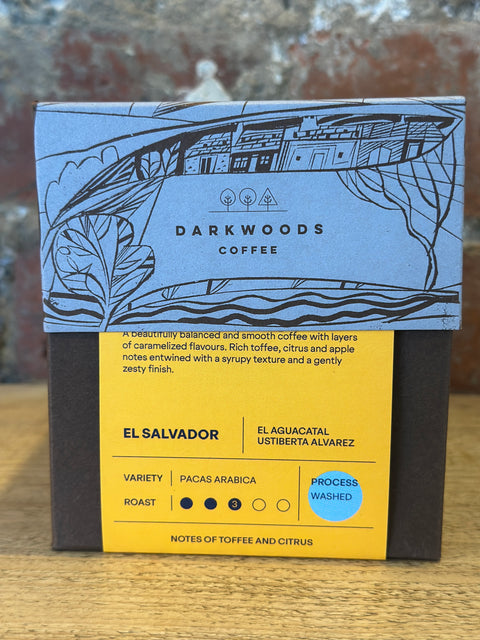 DARKWOODS
COFFEE
A beautifully balanced and smooth coffee with layers
of caramelized flavours. Rich toffee, citrus and apple
notes entwined with a syrupy texture and a gently
zesty finish.
EL SALVADOR
EL AGUACATAL
USTIBERTA ALVAREZ
VARIETY PACAS ARABICA
ROAST 3
PROCESS
WASHED
NOTES OF TOFFEE AND CITRUS